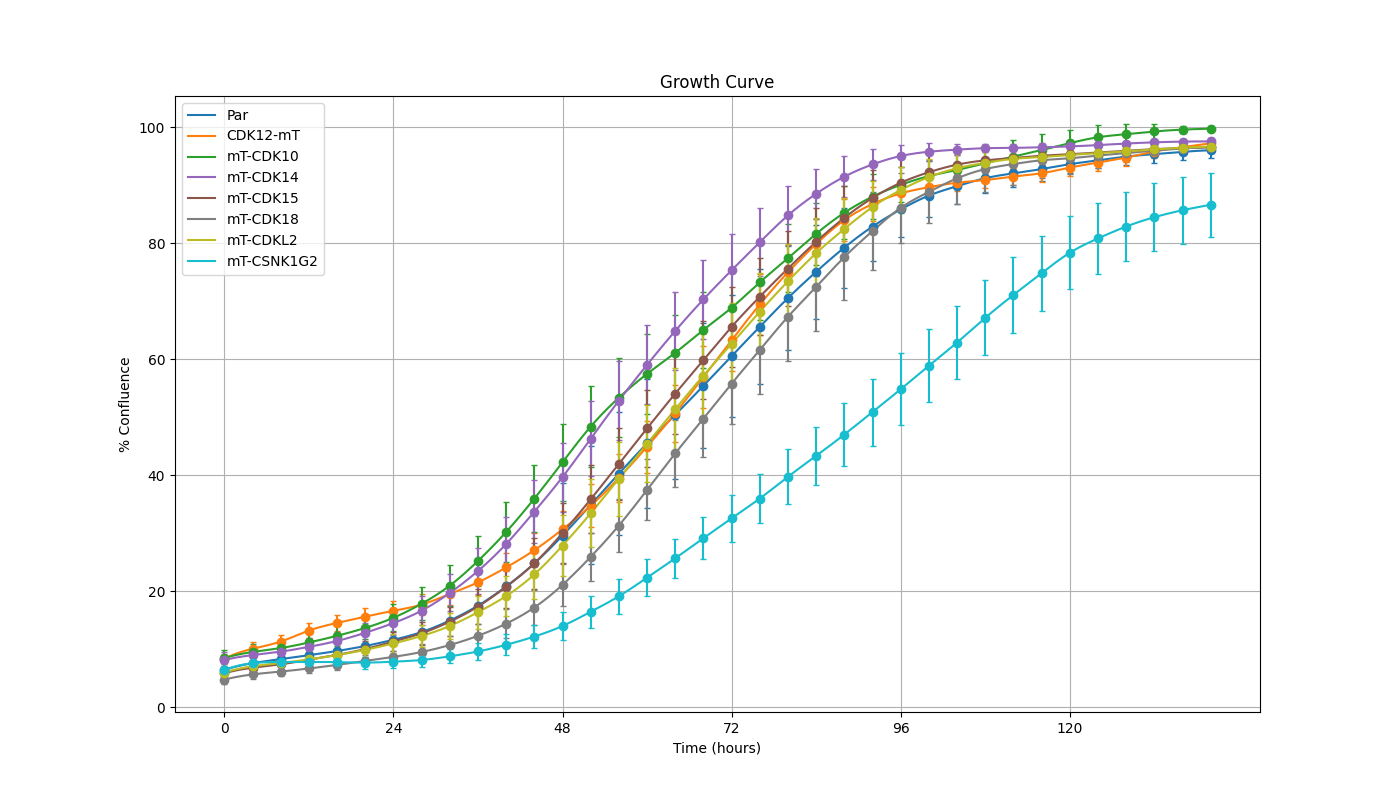 Growth Curve
Par
CDK12-mT
mT-CDK10
mT-CDK14
mT-CDK15
mT-CDK18
mT-CDKL2
mT-CSNK1G2
100
80
60
40
20
0
% Confluence
0 24 48 72 96 120
Time (hours)